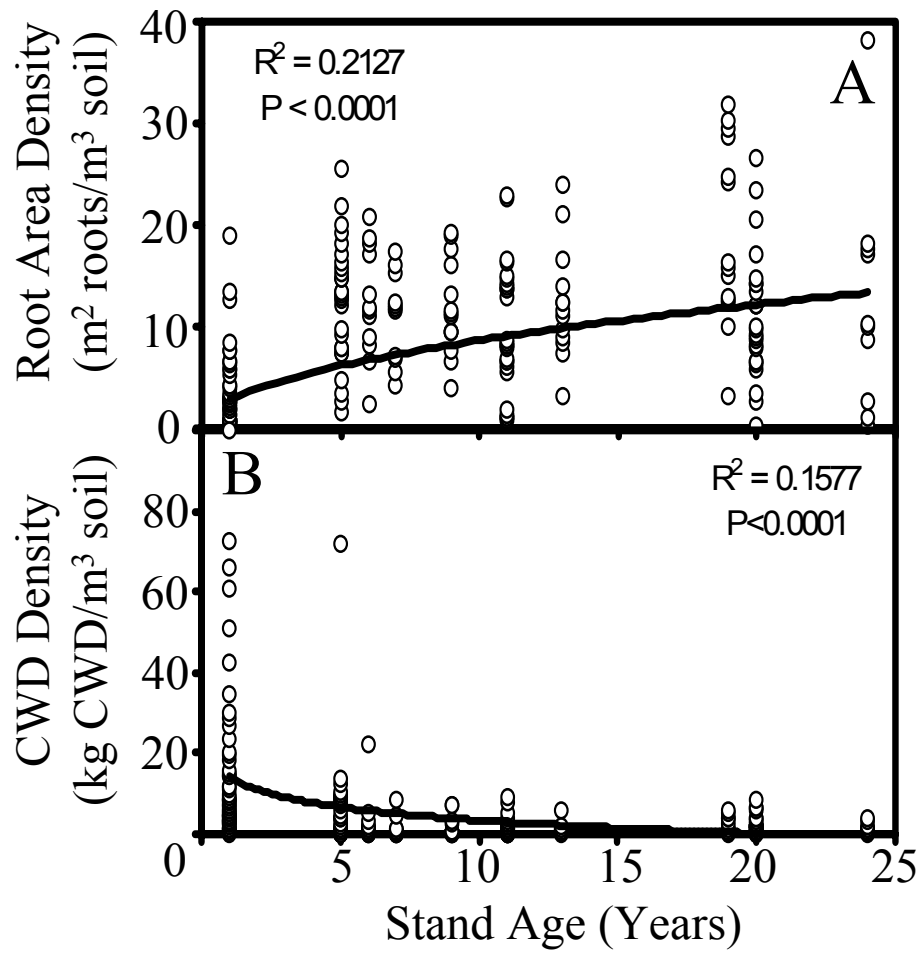 Root Area Density
(m² roots/m³ soil)
40
30
20
10
0
R² = 0.2127
P < 0.0001
A
CWD Density
(kg CWD/m³ soil)
80
60
40
20
0
B
R² = 0.1577
P<0.0001
5
10
15
20
25
Stand Age (Years)